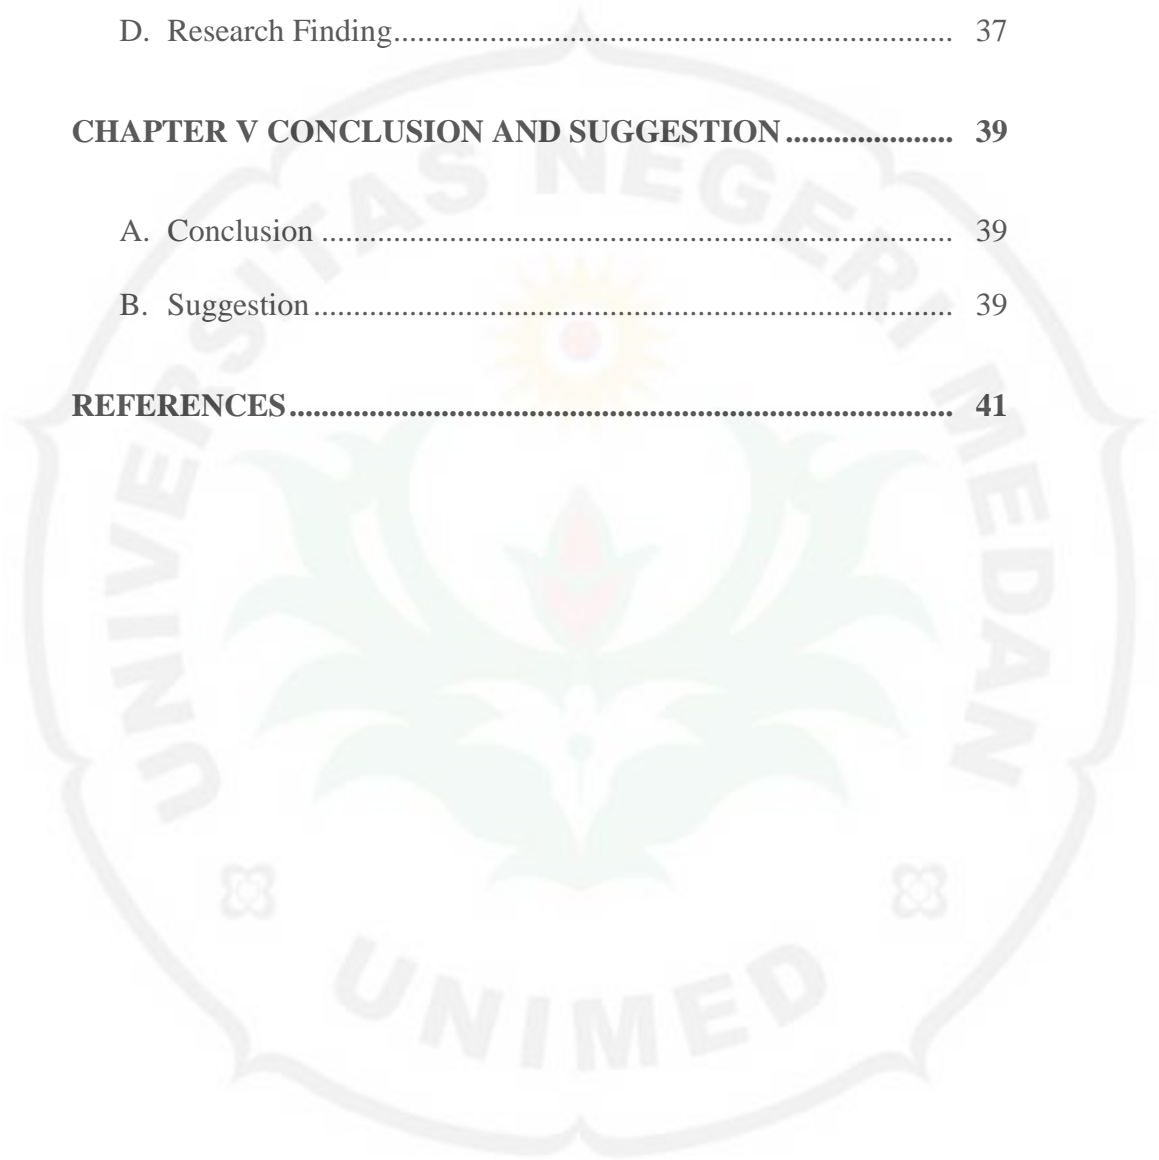 D. Research Finding...................................................................... 37
CHAPTER V CONCLUSION AND SUGGESTION ..................... 39
A. Conclusion ............................................................................... 39
B. Suggestion ................................................................................ 39
REFERENCES................................................................................... 41
UNIVERSITAS NEGERI MEDAN
UNIMED